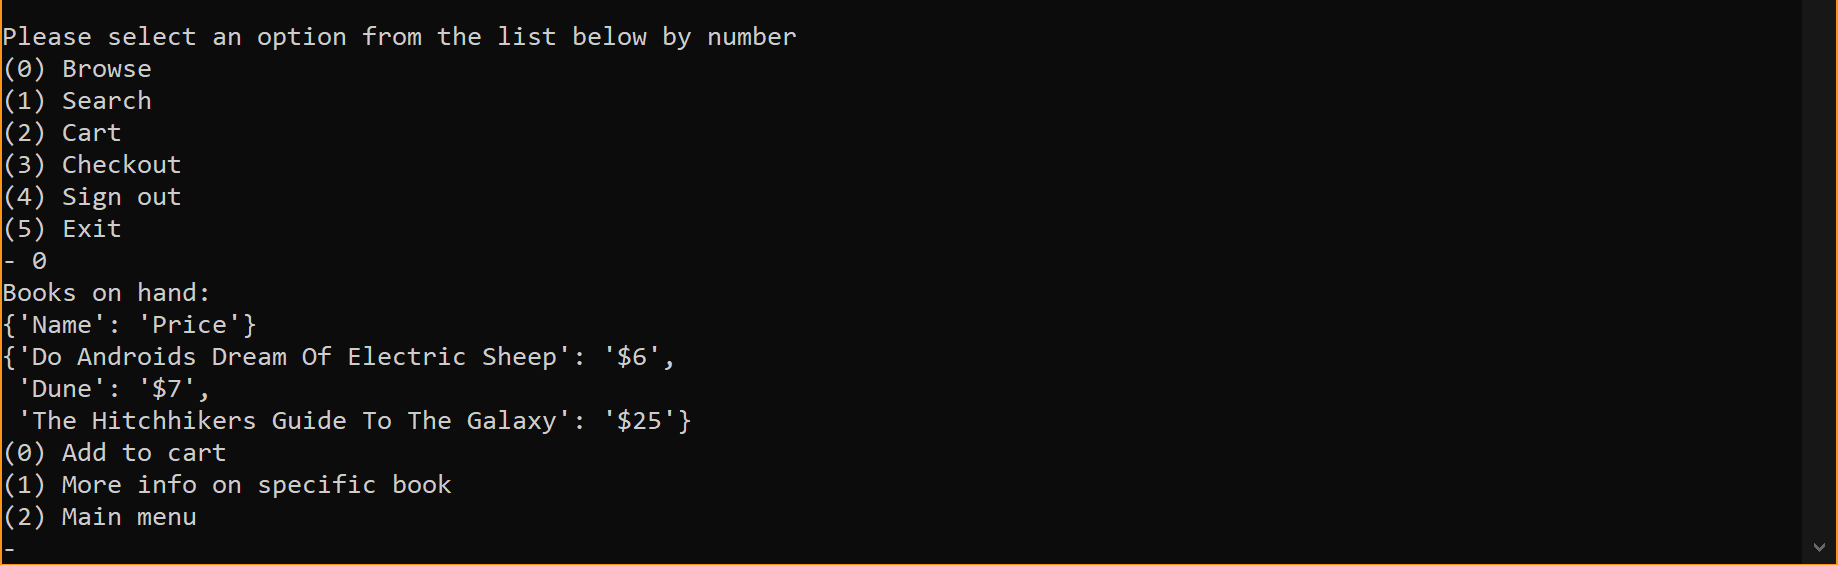 Please select an option from the list below by number
(0) Browse
(1) Search
(2) Cart
(3) Checkout
(4) Sign out
(5) Exit
- 0
Books on hand:
{'Name': 'Price'}
{'Do Androids Dream Of Electric Sheep': '$6',
 'Dune': '$7',
 'The Hitchhikers Guide To The Galaxy': '$25'}
(0) Add to cart
(1) More info on specific book
(2) Main menu
-